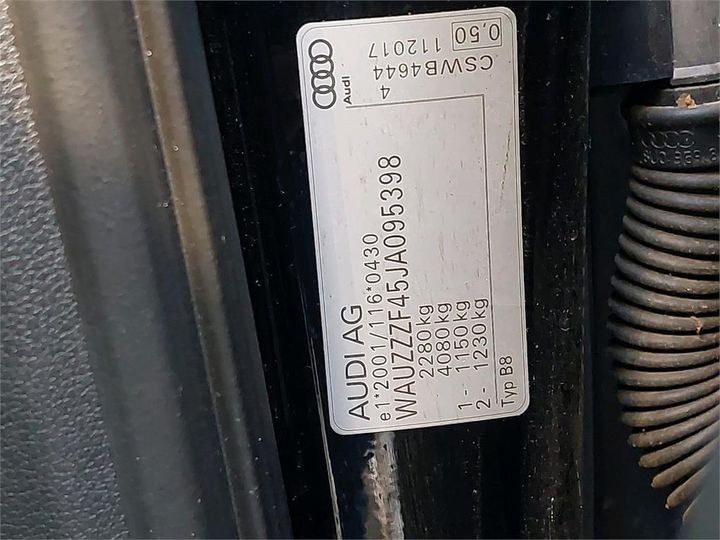 AUDI AG
e1*2001/116*0430
WAUZZZF45JA095398
2280 kg
4080 kg
1 - 1150 kg
2 - 1230 kg
Typ B8
Audi
4
CSWB4644
112017
0,50